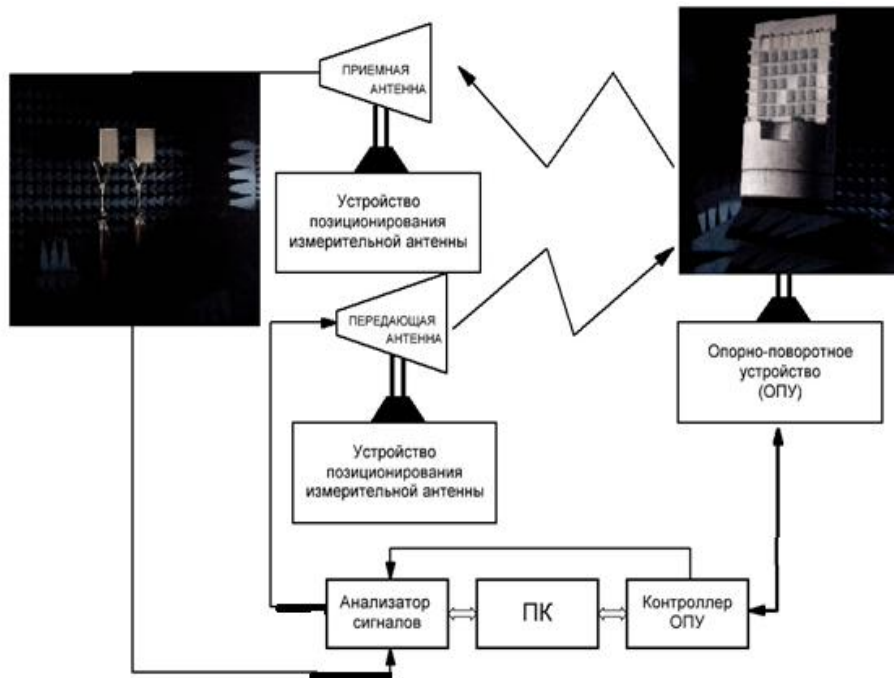 ПРИЕМНАЯ
АНТЕННА
Устройство
позиционирования
измерительной антенны
ПЕРЕДАЮЩАЯ
АНТЕННА
Опорно-поворотное
устройство
(ОПУ)
Устройство
позиционирования
измерительной антенны
Анализатор
сигналов
ПК
Контроллер
ОПУ